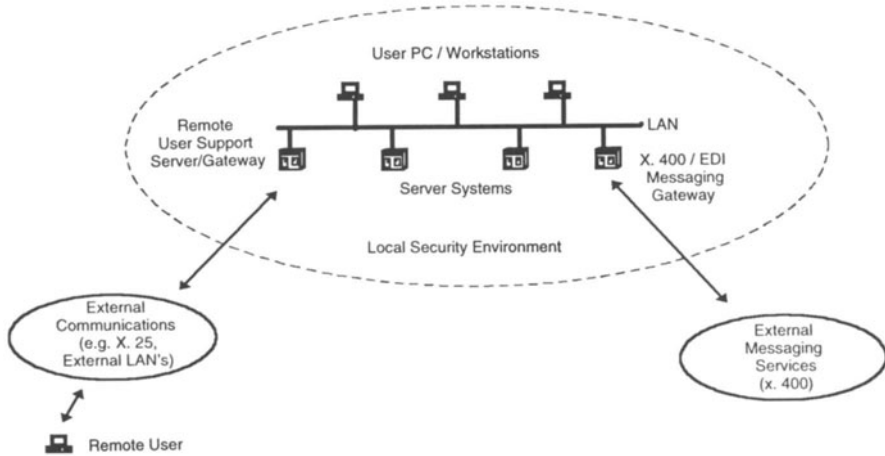 User PC / Workstations
Remote
User Support
Server/Gateway
LAN
X. 400 / EDI
Messaging
Gateway
Server Systems
Local Security Environment
External
Communications
(e.g. X. 25,
External LAN's)
External
Messaging
Services
(x. 400)
Remote User